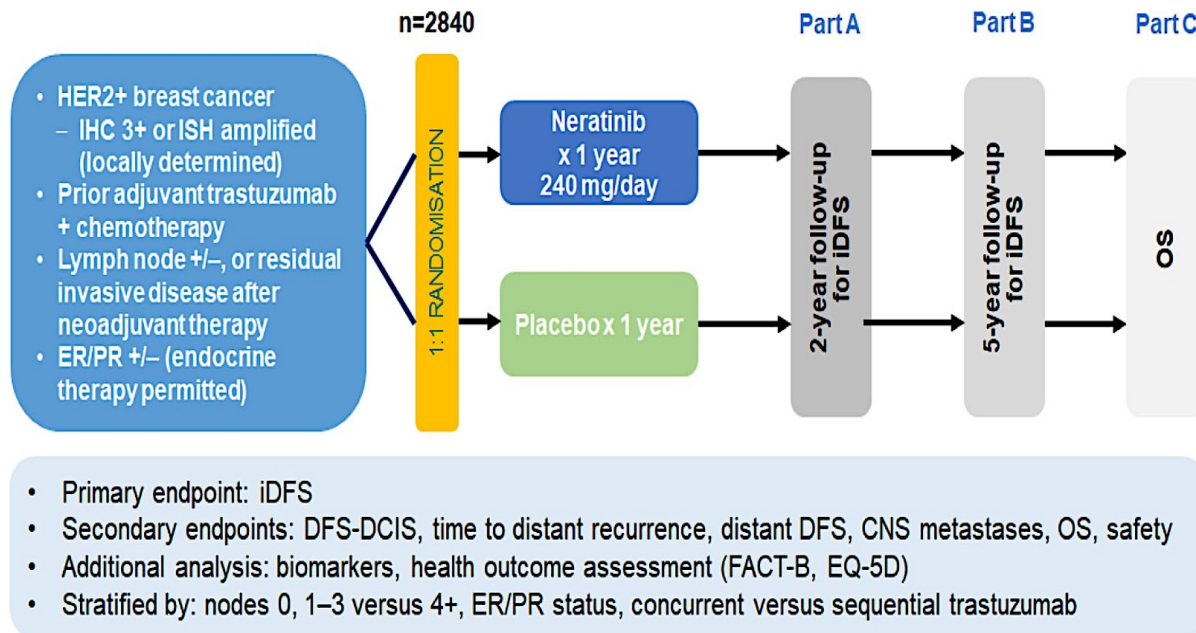 n=2840
Part A
Part B
Part C
• HER2+ breast cancer
– IHC 3+ or ISH amplified
(locally determined)
• Prior adjuvant trastuzumab
+ chemotherapy
• Lymph node +/–, or residual
invasive disease after
neoadjuvant therapy
• ER/PR +/– (endocrine
therapy permitted)
1:1 RANDOMISATION
Neratinib
x 1 year
240 mg/day
Placebo x 1 year
2-year follow-up
for iDFS
5-year follow-up
for iDFS
OS
• Primary endpoint: iDFS
• Secondary endpoints: DFS-DCIS, time to distant recurrence, distant DFS, CNS metastases, OS, safety
• Additional analysis: biomarkers, health outcome assessment (FACT-B, EQ-5D)
• Stratified by: nodes 0, 1–3 versus 4+, ER/PR status, concurrent versus sequential trastuzumab